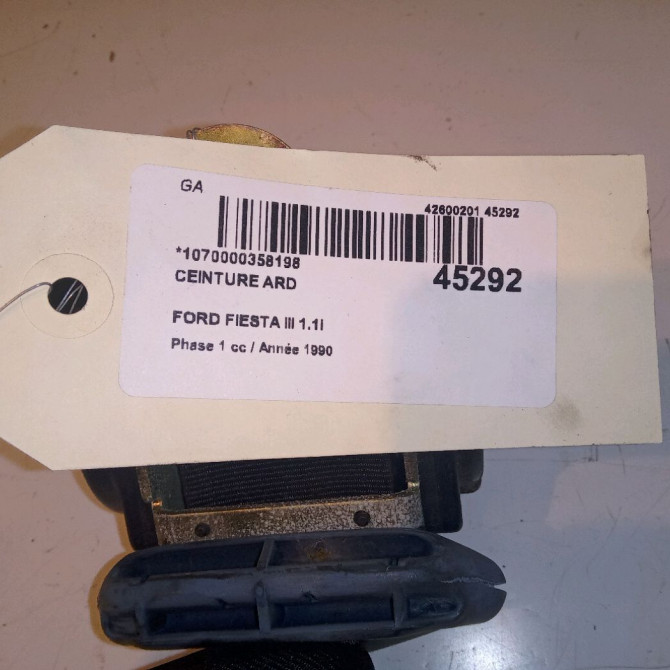 GA
42600201 45292
*1070000358198
45292
CEINTURE ARD
FORD FIESTA III 1.1I
Phase 1 cc / Année 1990